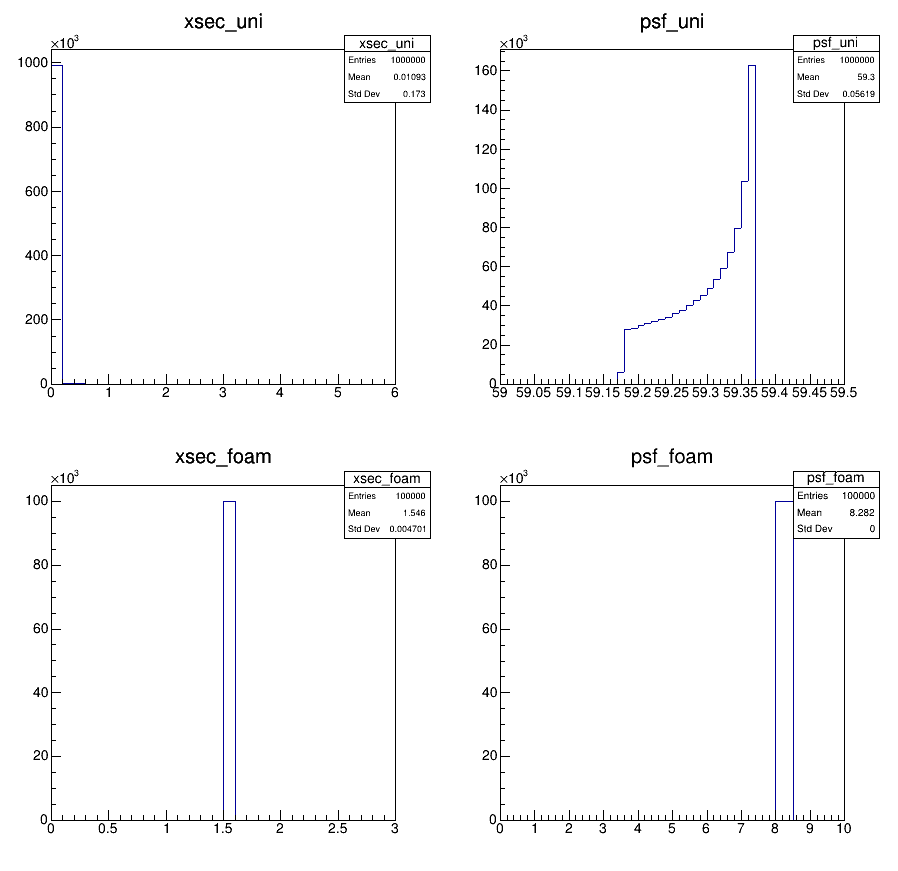 xsec_uni
×10³
xsec_uni
Entries 1000000
Mean 0.01093
Std Dev 0.173
1000
800
600
400
200
0
0 1 2 3 4 5 6
psf_uni
×10³
psf_uni
Entries 1000000
Mean 59.3
Std Dev 0.05619
160
140
120
100
80
60
40
20
0
59 59.05 59.1 59.15 59.2 59.25 59.3 59.35 59.4 59.45 59.5
xsec_foam
×10³
xsec_foam
Entries 100000
Mean 1.546
Std Dev 0.004701
100
80
60
40
20
0
0 0.5 1 1.5 2 2.5 3
psf_foam
×10³
psf_foam
Entries 100000
Mean 8.282
Std Dev 0
100
80
60
40
20
0
0 1 2 3 4 5 6 7 8 9 10